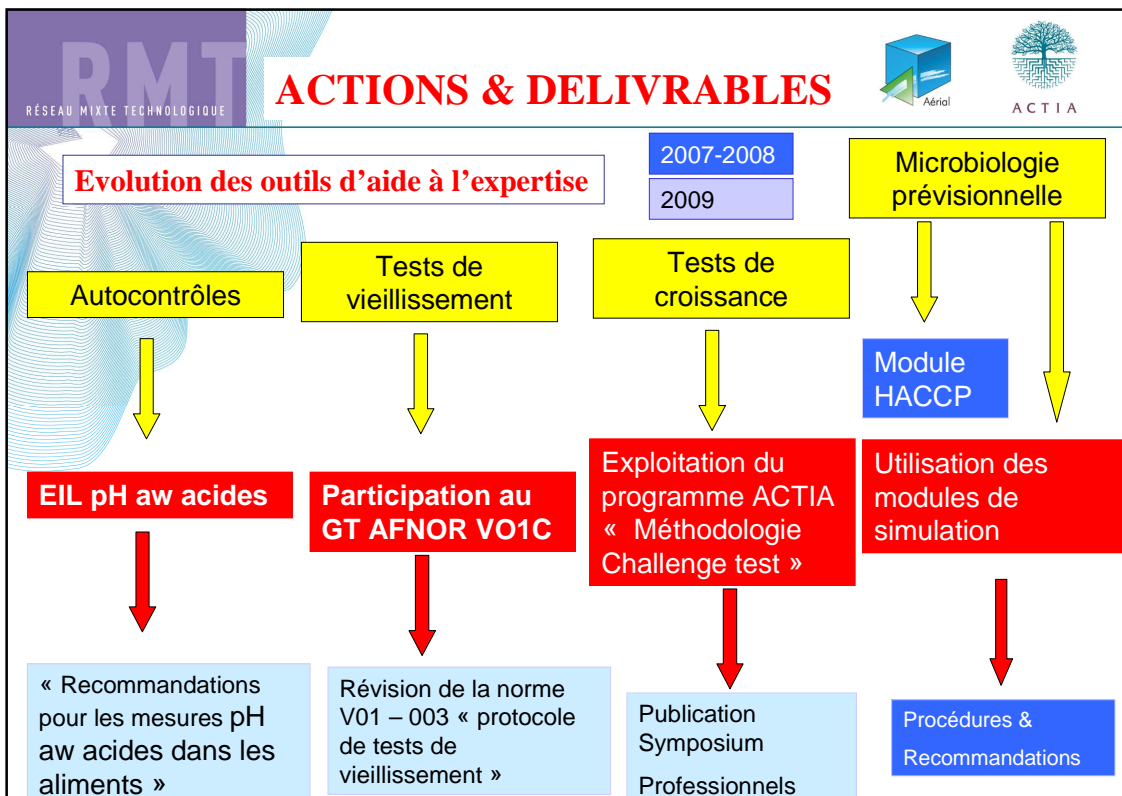 RMT
RÉSEAU MIXTE TECHNOLOGIQUE
ACTIONS & DELIVRABLES
Aérial
ACTIA
Evolution des outils d'aide à l'expertise
2007-2008
2009
Microbiologie
prévisionnelle
Autocontrôles
Tests de
vieillissement
Tests de
croissance
Module
HACCP
EIL pH aw acides
Participation au
GT AFNOR VO1C
Exploitation du
programme ACTIA
« Méthodologie
Challenge test »
Utilisation des
modules de
simulation
« Recommandations
pour les mesures pH
aw acides dans les
aliments »
Révision de la norme
V01 – 003 « protocole
de tests de
vieillissement »
Publication
Symposium
Professionnels
Procédures &
Recommandations